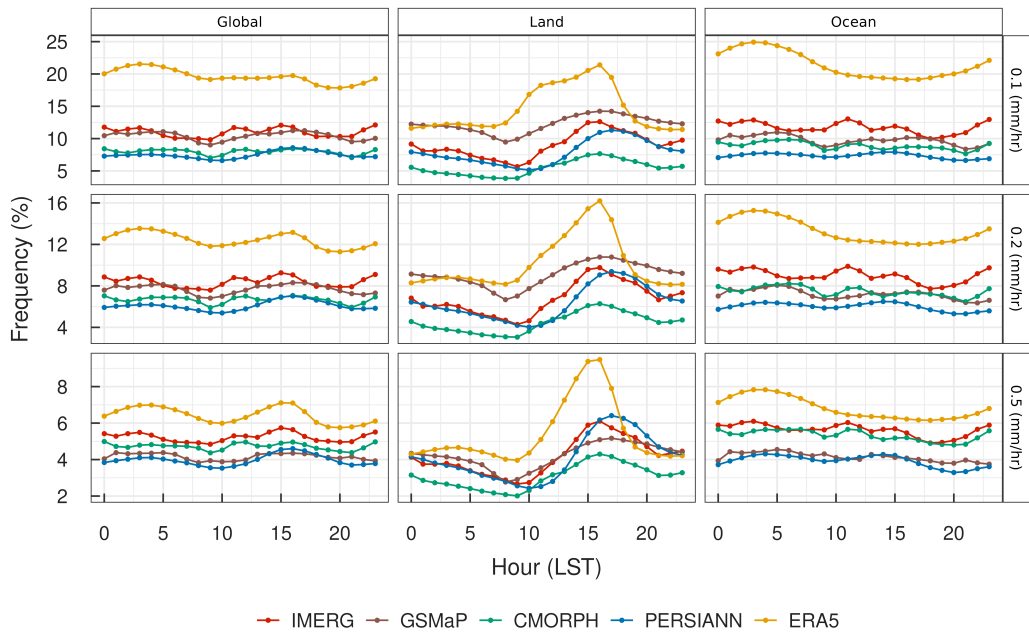 Global Land Ocean
25
20
15
10
5
0.1 (mm/hr)
16
12
8
4
0.2 (mm/hr)
8
6
4
2
0.5 (mm/hr)
Frequency (%)
0 5 10 15 20 0 5 10 15 20 0 5 10 15 20
Hour (LST)
IMERG GSMaP CMORPH PERSIANN ERA5